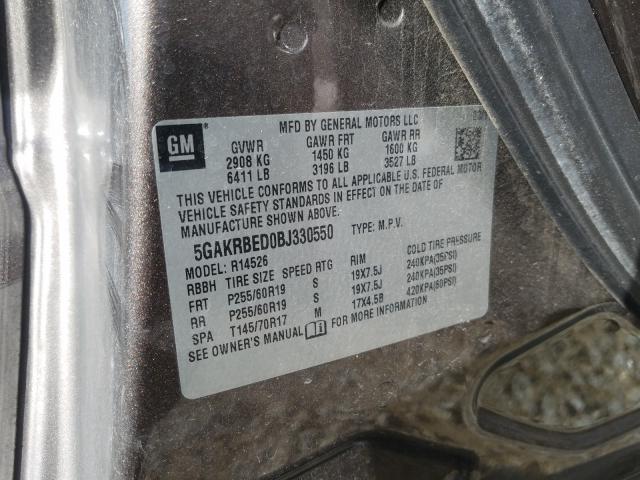 MFD BY GENERAL MOTORS LLC
GM
GVWR GAWR FRT GAWR RR
2908 KG 1450 KG 1600 KG
6411 LB 3196 LB 3527 LB
THIS VEHICLE CONFORMS TO ALL APPLICABLE U.S. FEDERAL MOTOR
VEHICLE SAFETY STANDARDS IN EFFECT ON THE DATE OF
MANUFACTURE SHOWN ABOVE.
5GAKRBED0BJ330550 TYPE: M.P.V.
MODEL: R14526
RBBH TIRE SIZE SPEED RTG RIM COLD TIRE PRESSURE
FRT P255/60R19 S 19X7.5J 240KPA(35PSI)
RR P255/60R19 S 19X7.5J 240KPA(35PSI)
SPA T145/70R17 M 17X4.5B 420KPA(60PSI)
SEE OWNER'S MANUAL FOR MORE INFORMATION